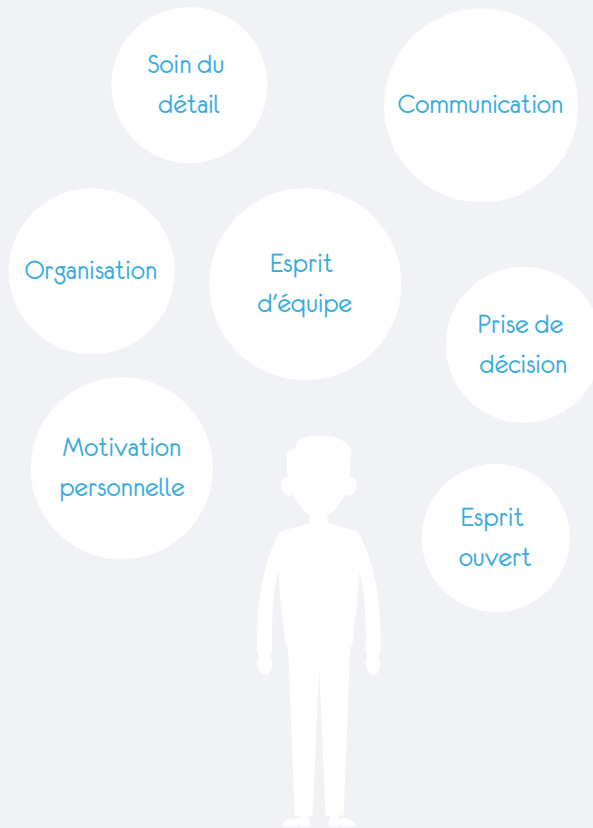 Soin du
détail
Communication
Organisation
Esprit
d'équipe
Prise de
décision
Motivation
personnelle
Esprit
ouvert